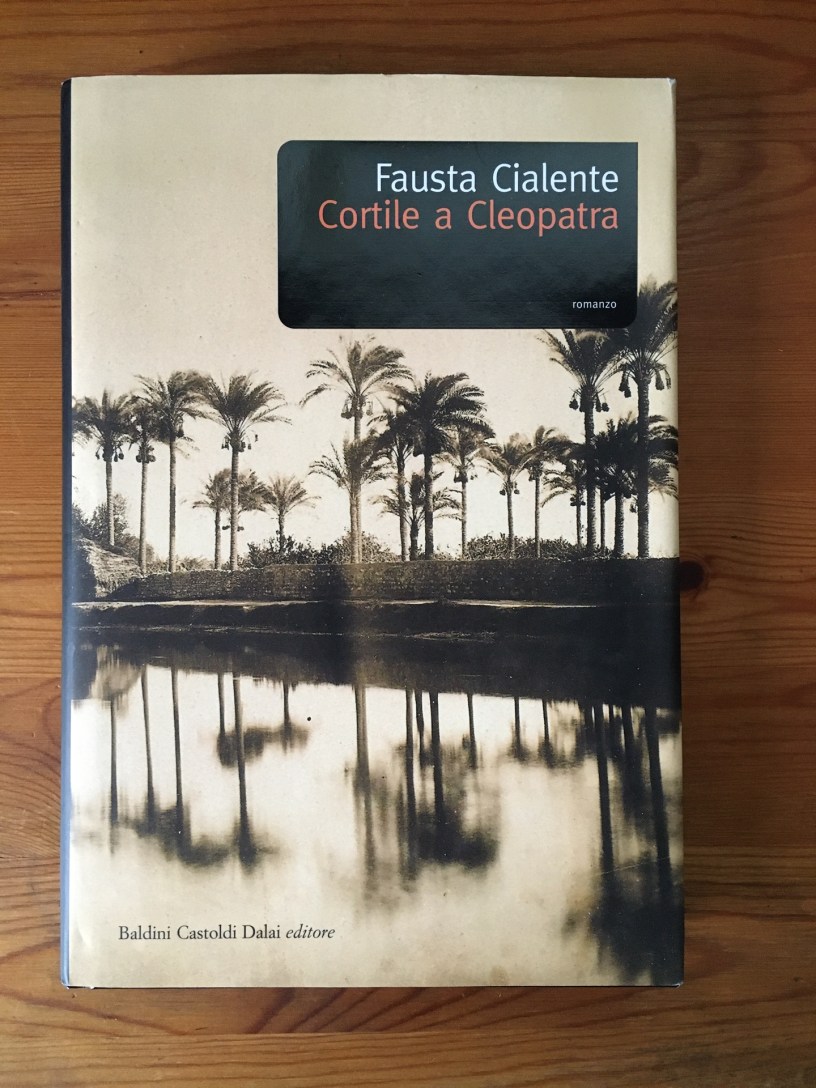 Fausta Cialente
Cortile a Cleopatra
romanzo
Baldini Castoldi Dalai editore